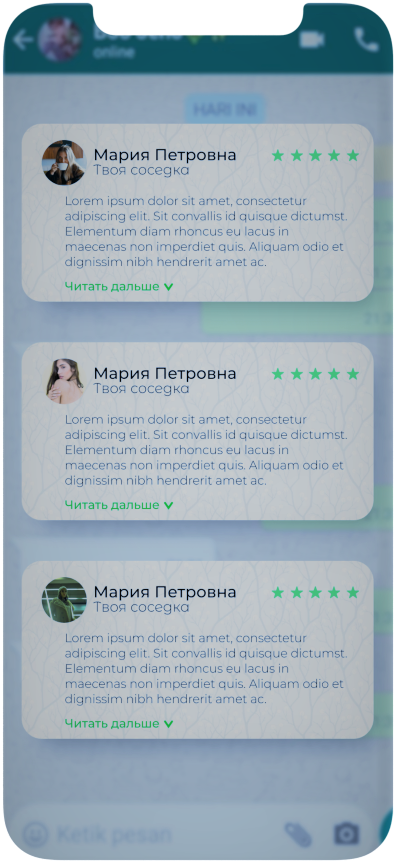 online
HARI INI
Мария Петровна
Твоя соседка
Lorem ipsum dolor sit amet, consectetur
adipiscing elit. Sit convallis id quisque dictumst.
Elementum diam rhoncus eu lacus in
maecenas non imperdiet quis. Aliquam odio et
dignissim nibh hendrerit amet ac.
Читать дальше
Мария Петровна
Твоя соседка
Lorem ipsum dolor sit amet, consectetur
adipiscing elit. Sit convallis id quisque dictumst.
Elementum diam rhoncus eu lacus in
maecenas non imperdiet quis. Aliquam odio et
dignissim nibh hendrerit amet ac.
Читать дальше
Мария Петровна
Твоя соседка
Lorem ipsum dolor sit amet, consectetur
adipiscing elit. Sit convallis id quisque dictumst.
Elementum diam rhoncus eu lacus in
maecenas non imperdiet quis. Aliquam odio et
dignissim nibh hendrerit amet ac.
Читать дальше
Ketik pesan